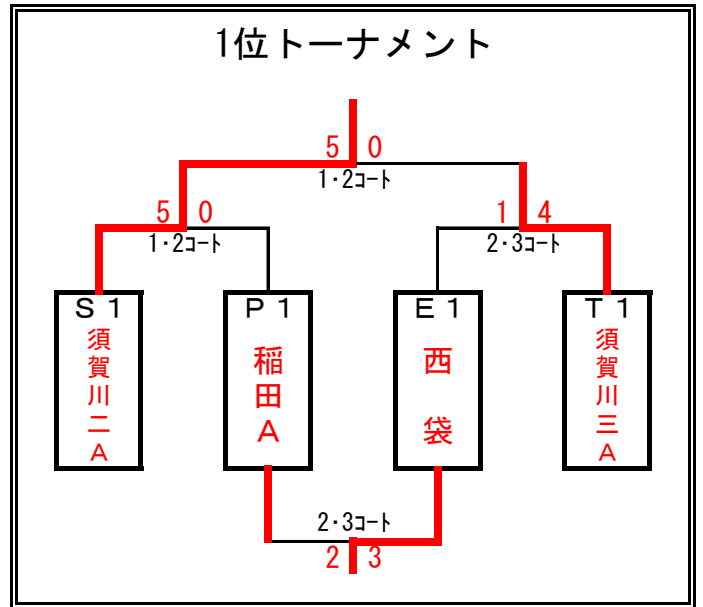 1位トーナメント
5 0
1・2ｺｰﾄ
5 0
1・2ｺｰﾄ
1 4
2・3ｺｰﾄ
Ｓ１
須賀川二Ａ
Ｐ１
稲田Ａ
Ｅ１
西袋
Ｔ１
須賀川三Ａ
2・3ｺｰﾄ
2 3